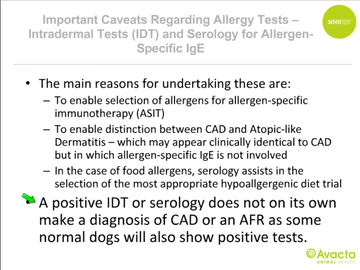 Important Caveats Regarding Allergy Tests –
Intradermal Tests (IDT) and Serology for Allergen-
Specific IgE
• The main reasons for undertaking these are:
– To enable selection of allergens for allergen-specific
immunotherapy (ASIT)
– To enable distinction between CAD and Atopic-like
Dermatitis – which may appear clinically identical to CAD
but in which allergen-specific IgE is not involved
– In the case of food allergens, serology assists in the
selection of the most appropriate hypoallgergenic diet trial
• A positive IDT or serology does not on its own
make a diagnosis of CAD or an AFR as some
normal dogs will also show positive tests.
Avacta
ANIMAL HEALTH